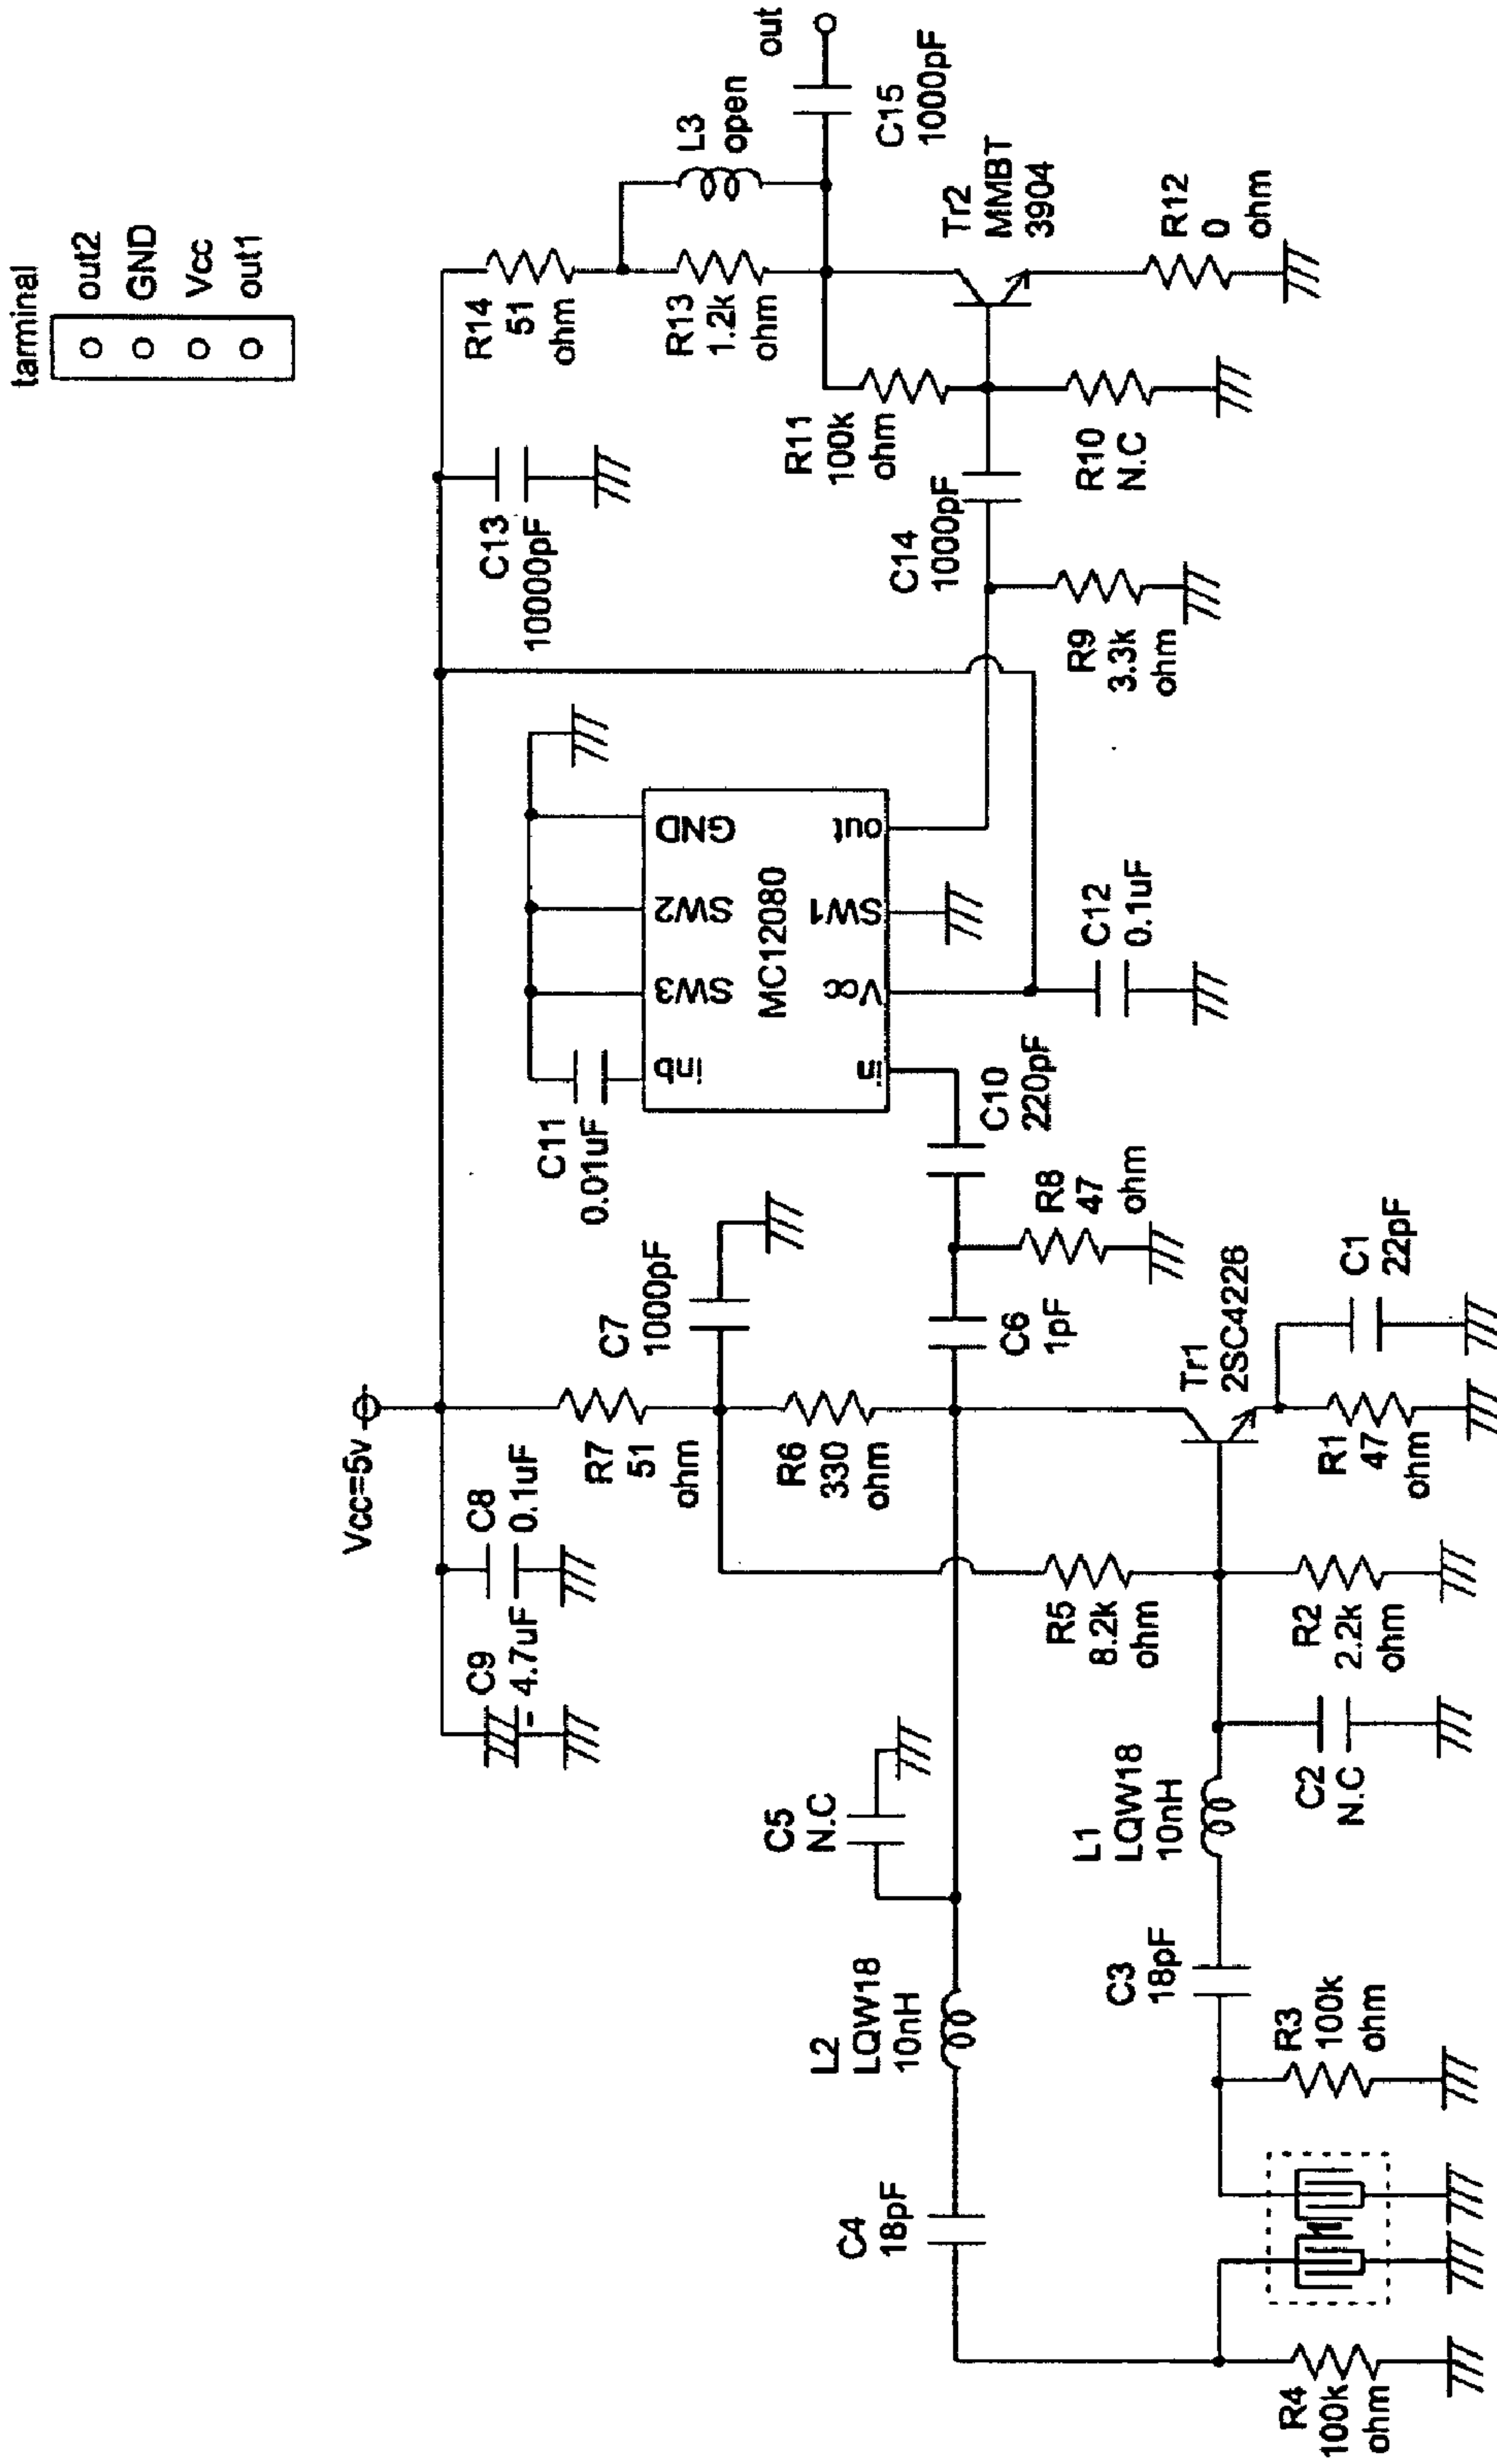 tarminal
out2
GND
Vcc
out1
Vcc=5v
C9
4.7uF
C8
0.1uF
R7
51
ohm
C7
1000pF
R6
330
ohm
C11
0.01uF
inb
SW3
SW2
GND
MC12080
in
Vcc
SW1
out
C13
10000pF
R14
51
ohm
R13
1.2k
ohm
L3
open
out
C15
1000pF
R11
100k
ohm
Tr2
MMBT
3904
C14
1000pF
R10
N.C
R12
0
ohm
R9
3.3k
ohm
C12
0.1uF
C10
220pF
R8
47
ohm
C6
1pF
C5
N.C
L2
LQW18
10nH
C4
18pF
R5
8.2k
ohm
Tr1
2SC4226
C1
22pF
R1
47
ohm
R2
2.2k
ohm
C2
N.C
L1
LQW18
10nH
C3
18pF
R3
100k
ohm
R4
100k
ohm